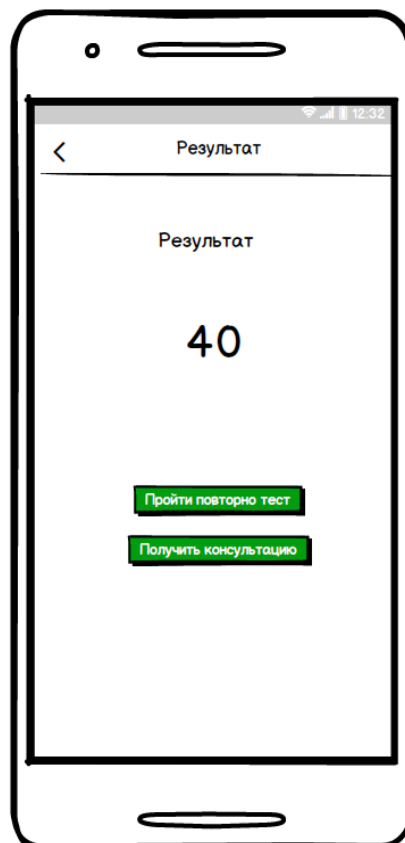 12:32
Результат
Результат
40
Пройти повторно тест
Получить консультацию